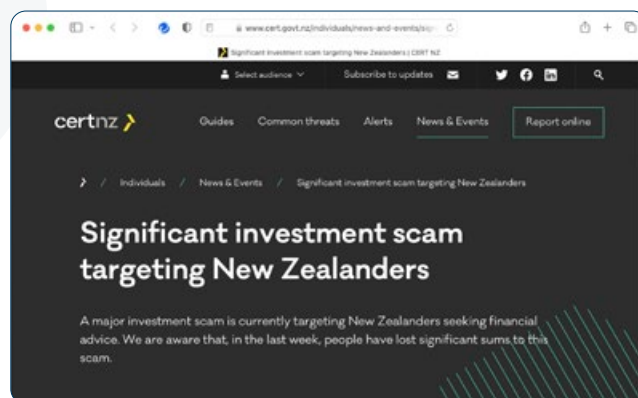 www.cert.govt.nz/individuals/news-and-events/sig
Significant investment scam targeting New Zealanders | CERT NZ
Select audience Subscribe to updates
certnz Guides Common threats Alerts News & Events Report online
/ Individuals / News & Events / Significant investment scam targeting New Zealanders
Significant investment scam
targeting New Zealanders
A major investment scam is currently targeting New Zealanders seeking financial
advice. We are aware that, in the last week, people have lost significant sums to this
scam.